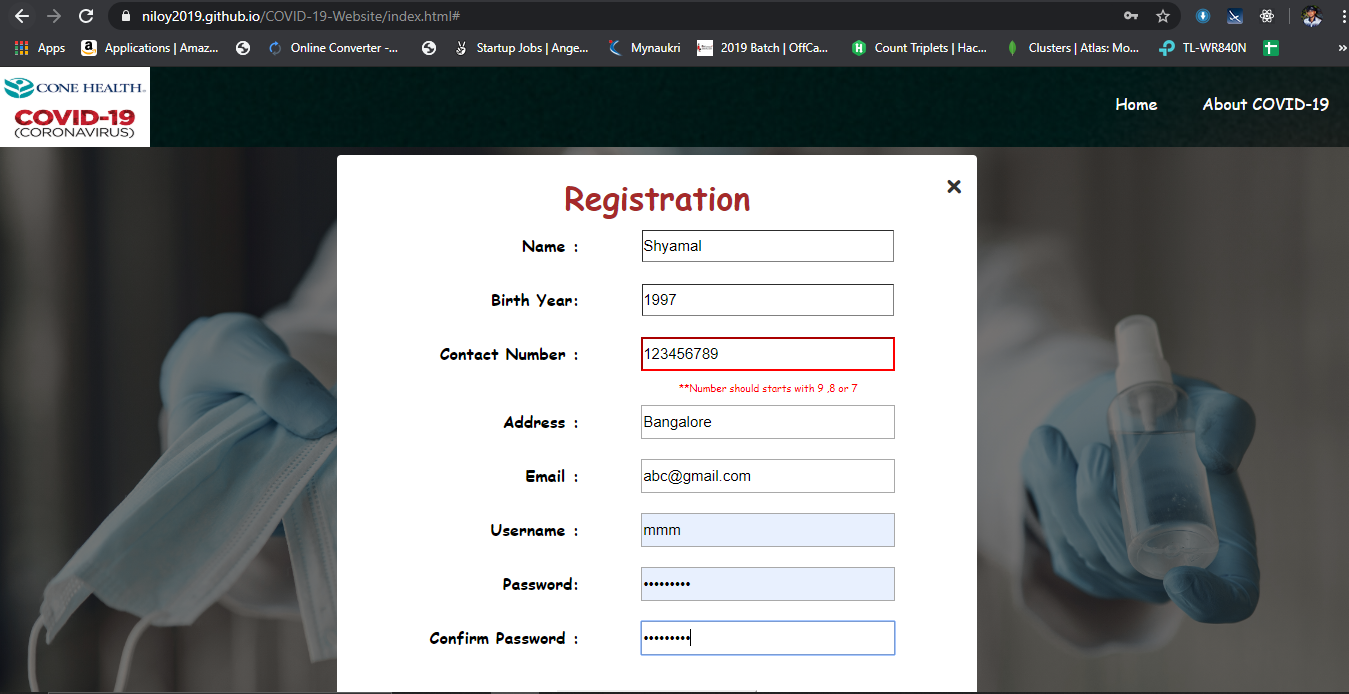 niloy2019.github.io/COVID-19-Website/index.html#
Apps
Applications | Amaz...
Online Converter -...
Startup Jobs | Ange...
Mynaukri
2019 Batch | OffCa...
Count Triplets | Hac...
Clusters | Atlas: Mo...
TL-WR840N
»
CONE HEALTH
COVID-19
(CORONAVIRUS)
Home
About COVID-19
Registration
Name :
Shyamal
Birth Year:
1997
Contact Number :
123456789
**Number should starts with 9 ,8 or 7
Address :
Bangalore
Email :
abc@gmail.com
Username :
mmm
Password:
•••••••••
Confirm Password :
•••••••••